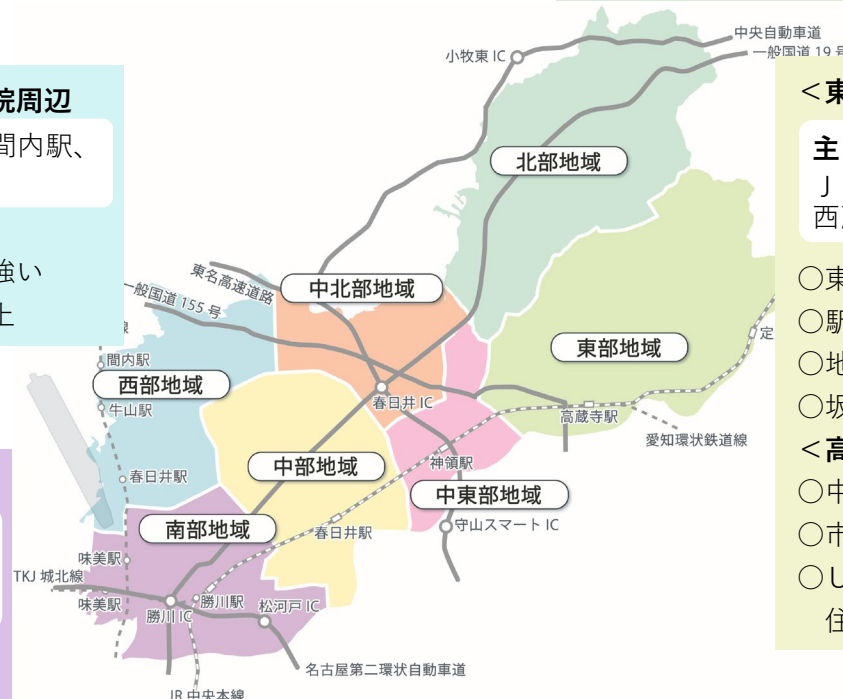 院周辺
間内駅、
強い
上
小牧東 IC
中央自動車道
一般国道 19 号
北部地域
東名高速道路
一般国道 155 号
中北部地域
線
間内駅
西部地域
牛山駅
春日井 IC
東部地域
定
高蔵寺駅
愛知環状鉄道線
春日井駅
中部地域
神領駅
中東部地域
南部地域
春日井駅
守山スマート IC
味美駅
TKJ 城北線
味美駅
勝川 IC
勝川駅
松河戸 IC
名古屋第二環状自動車道
JR 中央本線
<東
主
J
西
○東
○駅
○地
○坂
<高
○中
○市
○U
住